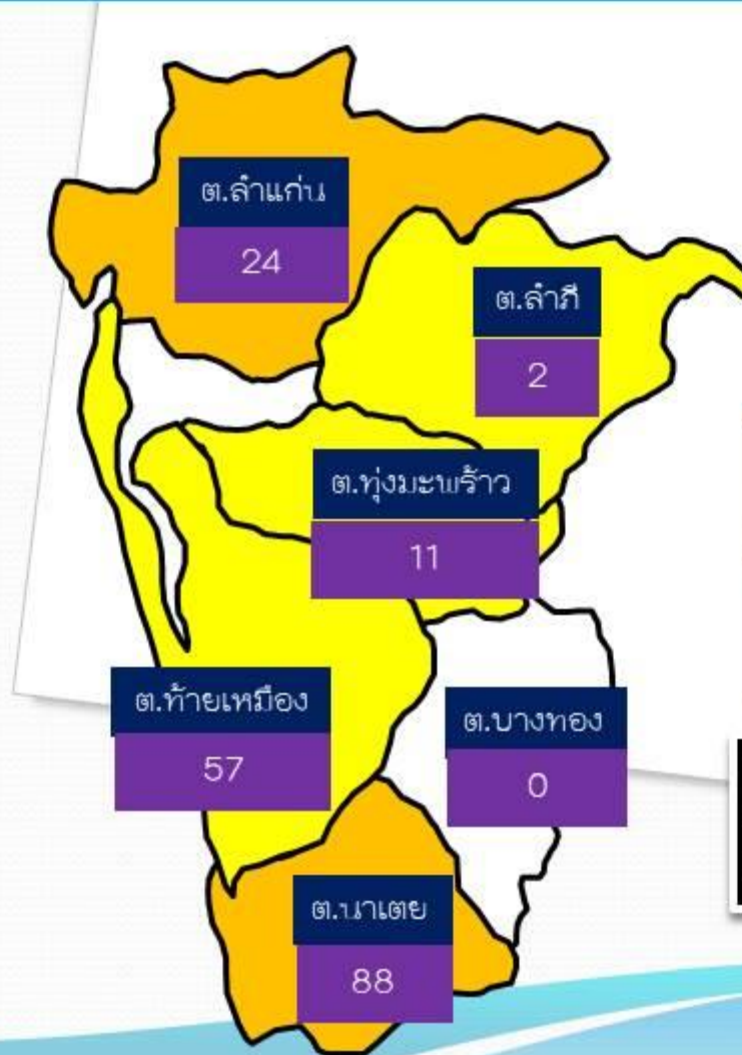 ต.ลำแก่น
24
ต.ลำภี
2
ต.ทุ่งมะพร้าว
11
ต.ท้ายเหมือง
57
ต.บางทอง
0
ต.นาเตย
88